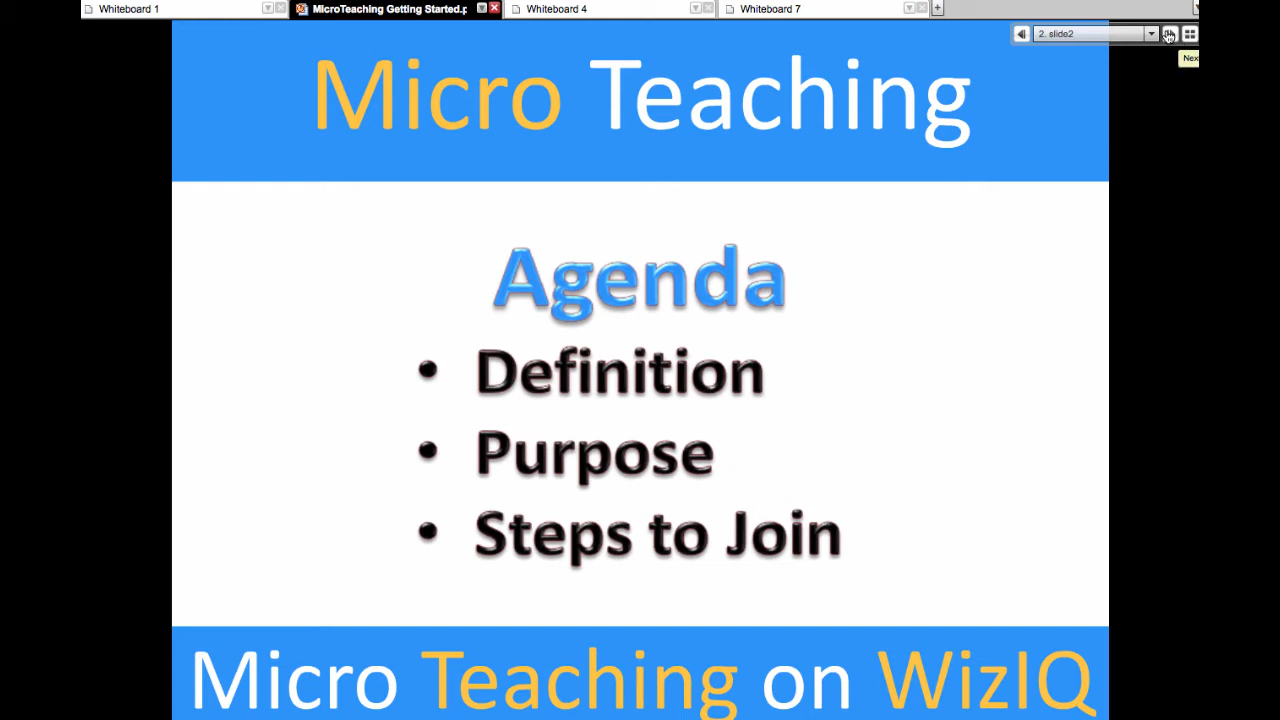 Whiteboard 1
MicroTeaching Getting Started.p
Whiteboard 4
Whiteboard 7
2. slide2
Nex
Micro Teaching
Agenda
• Definition
• Purpose
• Steps to Join
Micro Teaching on WizIQ